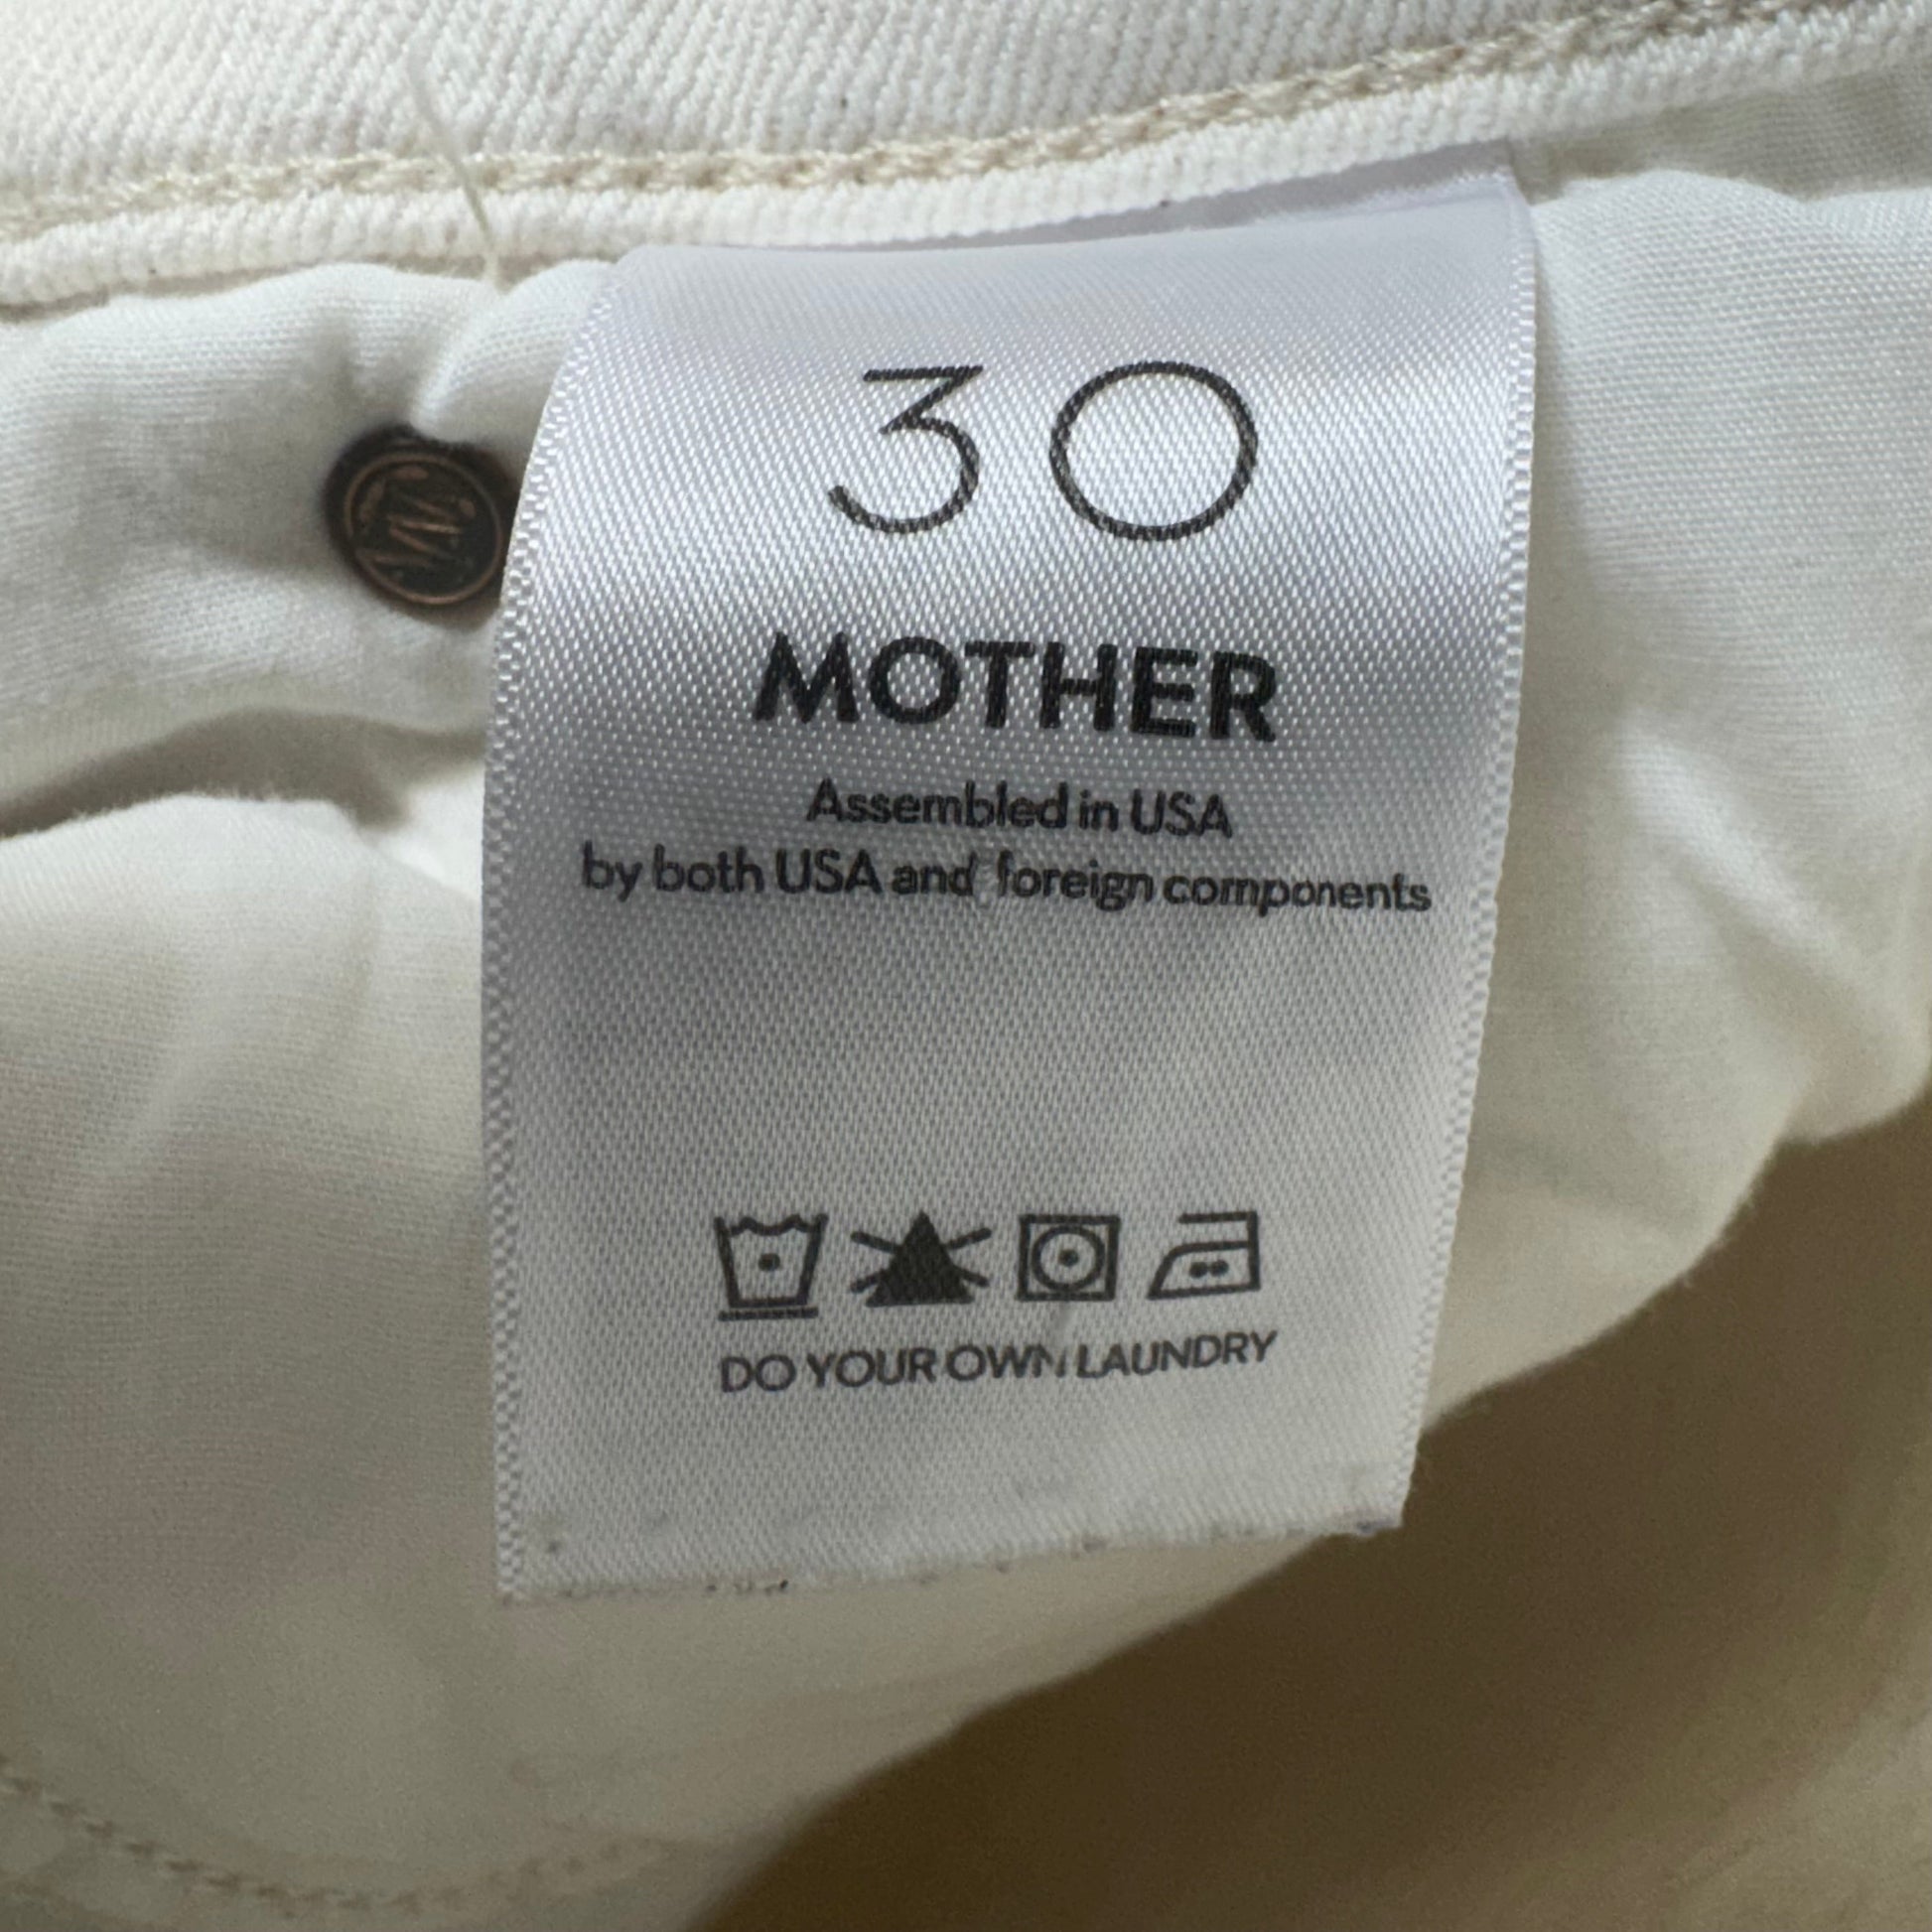 30
MOTHER
Assembled in USA
by both USA and foreign components
DO YOUR OWN LAUNDRY